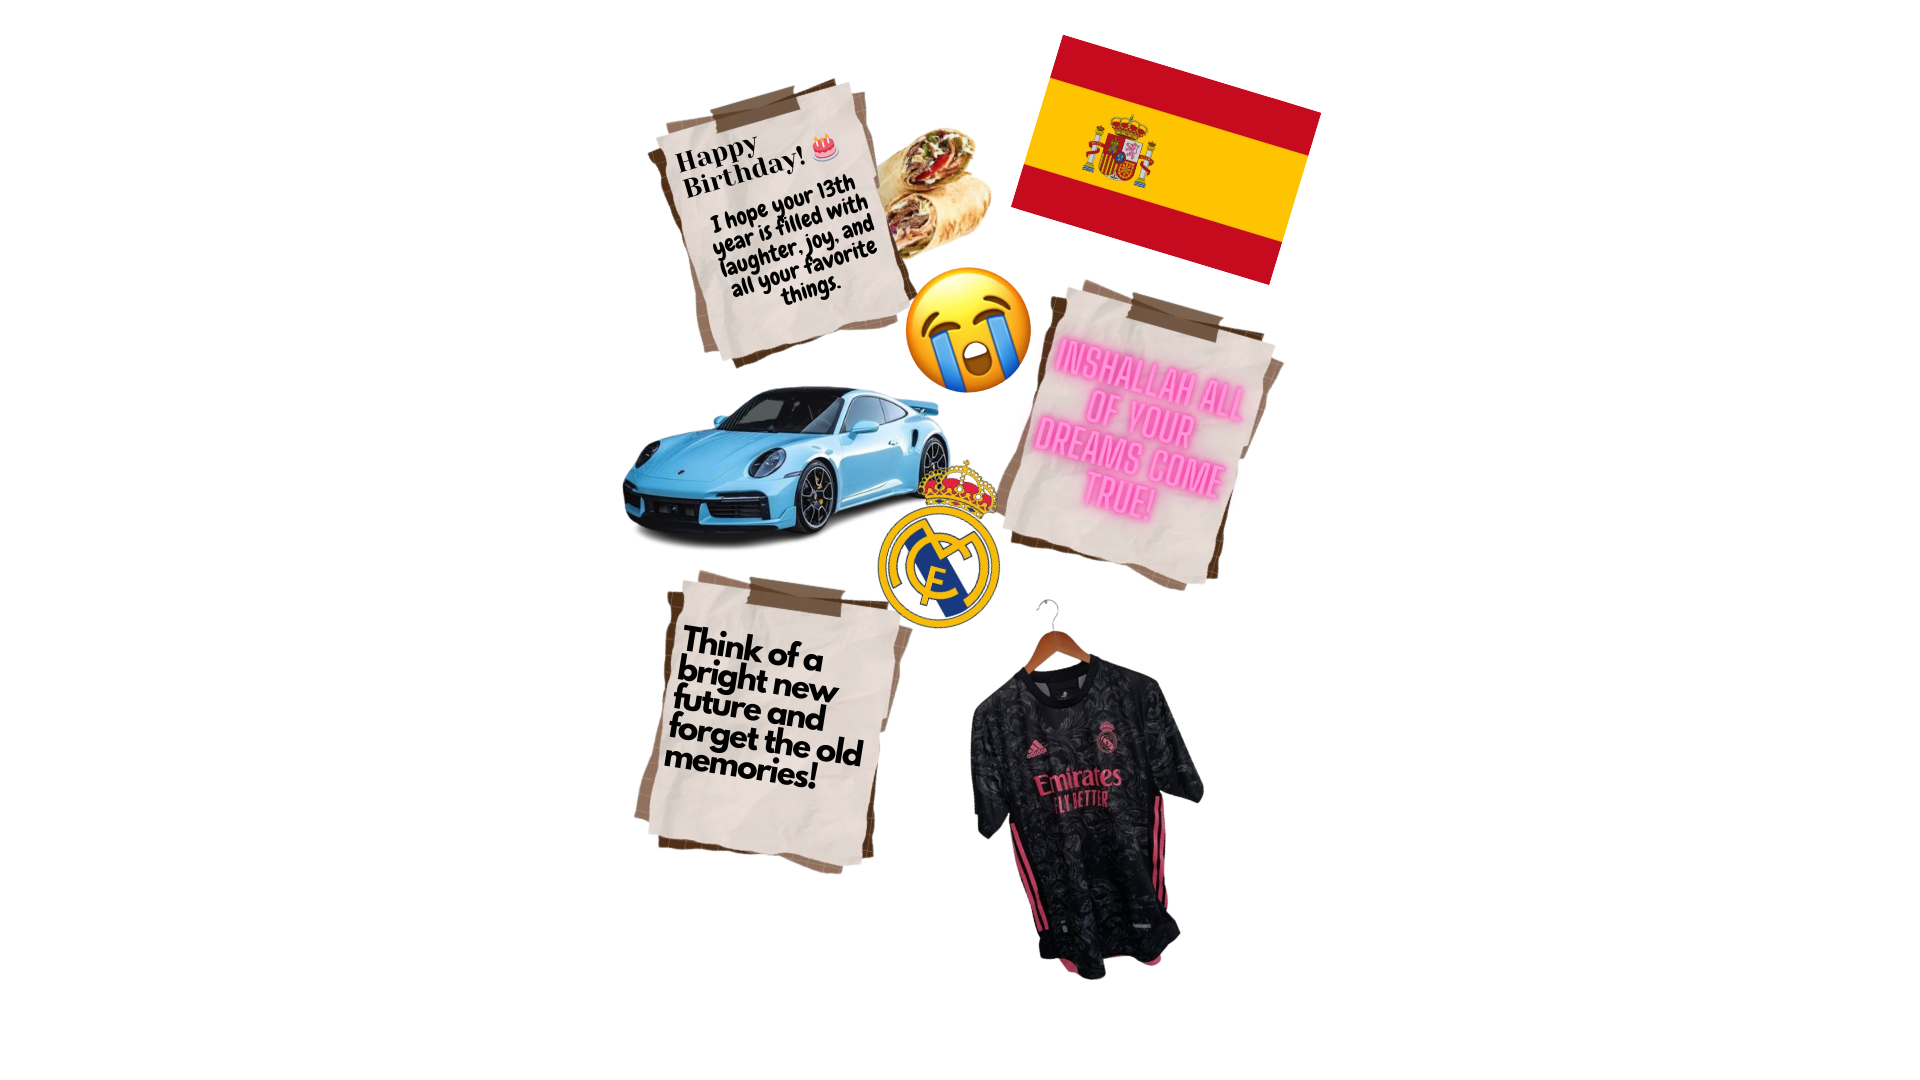 Happy
Birthday! 🎂
I hope your 13th
year is filled with
laughter, joy, and
all your favorite
things.
INSHALLAH ALL
OF YOUR
DREAMS COME
TRUE!
Think of a
bright new
future and
forget the old
memories!
Emirates
FLY BETTER